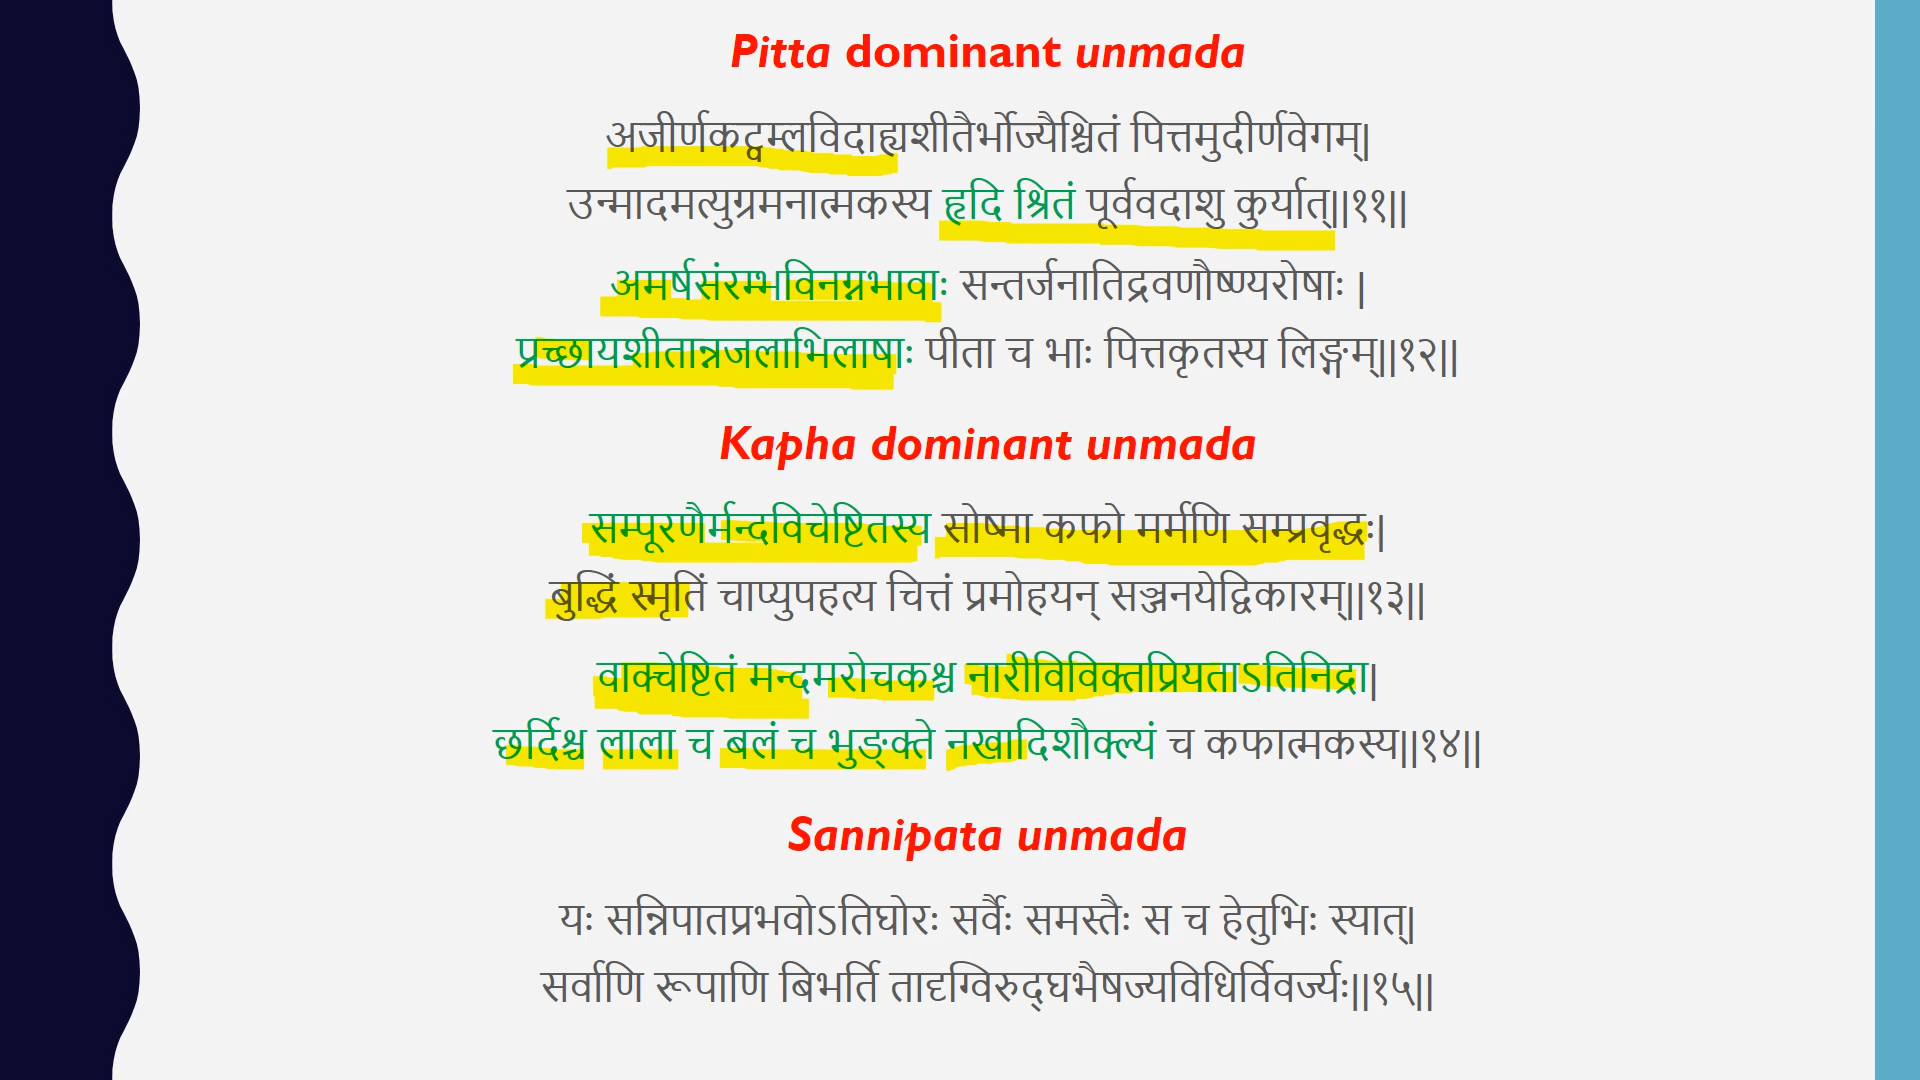 Pitta dominant unmada
अजीर्णकट्वम्लविदाह्यशीतैर्भोज्यैश्चितं पित्तमुदीर्णवेगम्|
उन्मादमत्युग्रमनात्मकस्य हृदि श्रितं पूर्ववदाशु कुर्यात्||११||
अमर्षसंरम्भविनग्नभावाः सन्तर्जनातिद्रवणौष्ण्यरोषाः |
प्रच्छायशीतान्नजलाभिलाषाः पीता च भाः पित्तकृतस्य लिङ्गम्||१२||
Kapha dominant unmada
सम्पूरणैर्मन्दविचेष्टितस्य सोष्मा कफो मर्मणि सम्प्रवृद्धः|
बुद्धिं स्मृतिं चाप्युपहत्य चित्तं प्रमोहयन् सञ्जनयेद्विकारम्||१३||
वाक्चेष्टितं मन्दमरोचकश्च नारीविविक्तप्रियताऽतिनिद्रा|
छर्दिश्च लाला च बलं च भुङ्क्ते नखादिशौक्ल्यं च कफात्मकस्य||१४||
Sannipata unmada
यः सन्निपातप्रभवोऽतिघोरः सर्वैः समस्तैः स च हेतुभिः स्यात्|
सर्वाणि रूपाणि बिभर्ति तादृग्विरुद्घभैषज्यविधिर्विवर्ज्यः||१५||